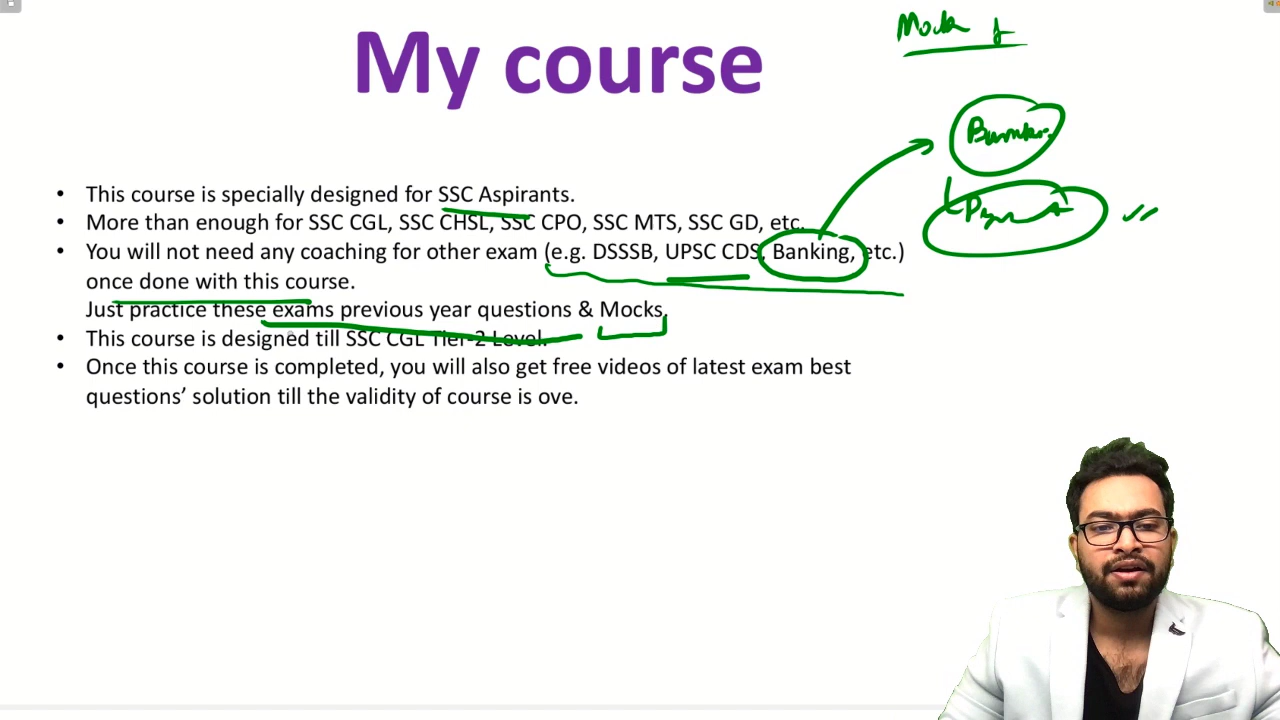 My course
Mock
• This course is specially designed for SSC Aspirants.
• More than enough for SSC CGL, SSC CHSL, SSC CPO, SSC MTS, SSC GD, etc.
• You will not need any coaching for other exam (e.g. DSSSB, UPSC CDS, Banking, etc.)
once done with this course.
Just practice these exams previous year questions & Mocks.
• This course is designed till SSC CGL Tier-2 Level.
• Once this course is completed, you will also get free videos of latest exam best
questions’ solution till the validity of course is ove.